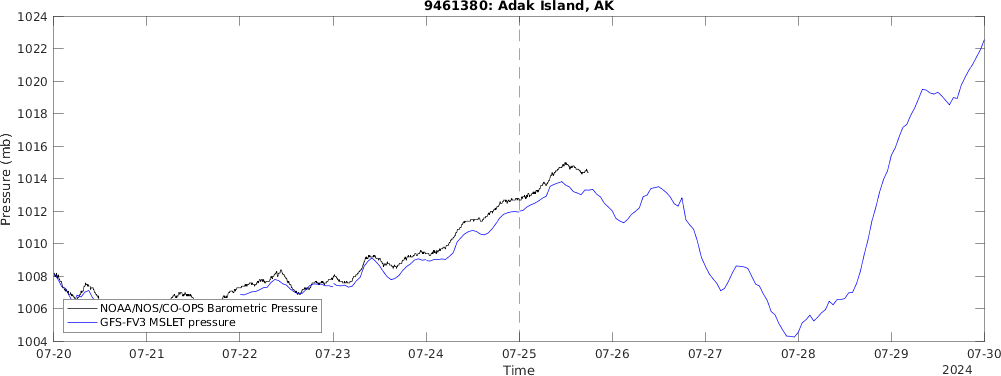 9461380: Adak Island, AK
Pressure (mb)
1024
1022
1020
1018
1016
1014
1012
1010
1008
1006
1004
NOAA/NOS/CO-OPS Barometric Pressure
GFS-FV3 MSLET pressure
07-20 07-21 07-22 07-23 07-24 07-25 07-26 07-27 07-28 07-29 07-30
Time
2024